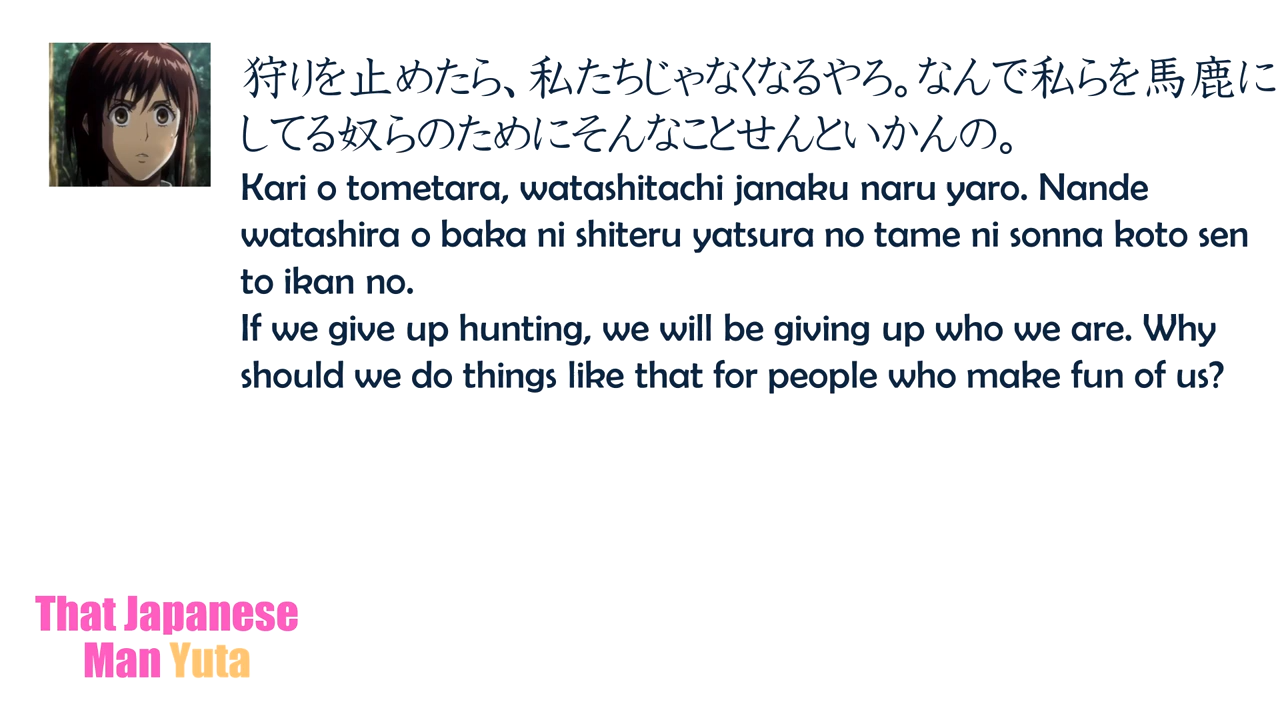 狩りを止めたら、私たちじゃなくなるやろ。なんで私らを馬鹿に
してる奴らのためにそんなことせんといかんの。
Kari o tometara, watashitachi janaku naru yaro. Nande
watashira o baka ni shiteru yatsura no tame ni sonna koto sen
to ikan no.
If we give up hunting, we will be giving up who we are. Why
should we do things like that for people who make fun of us?
That Japanese
Man Yuta